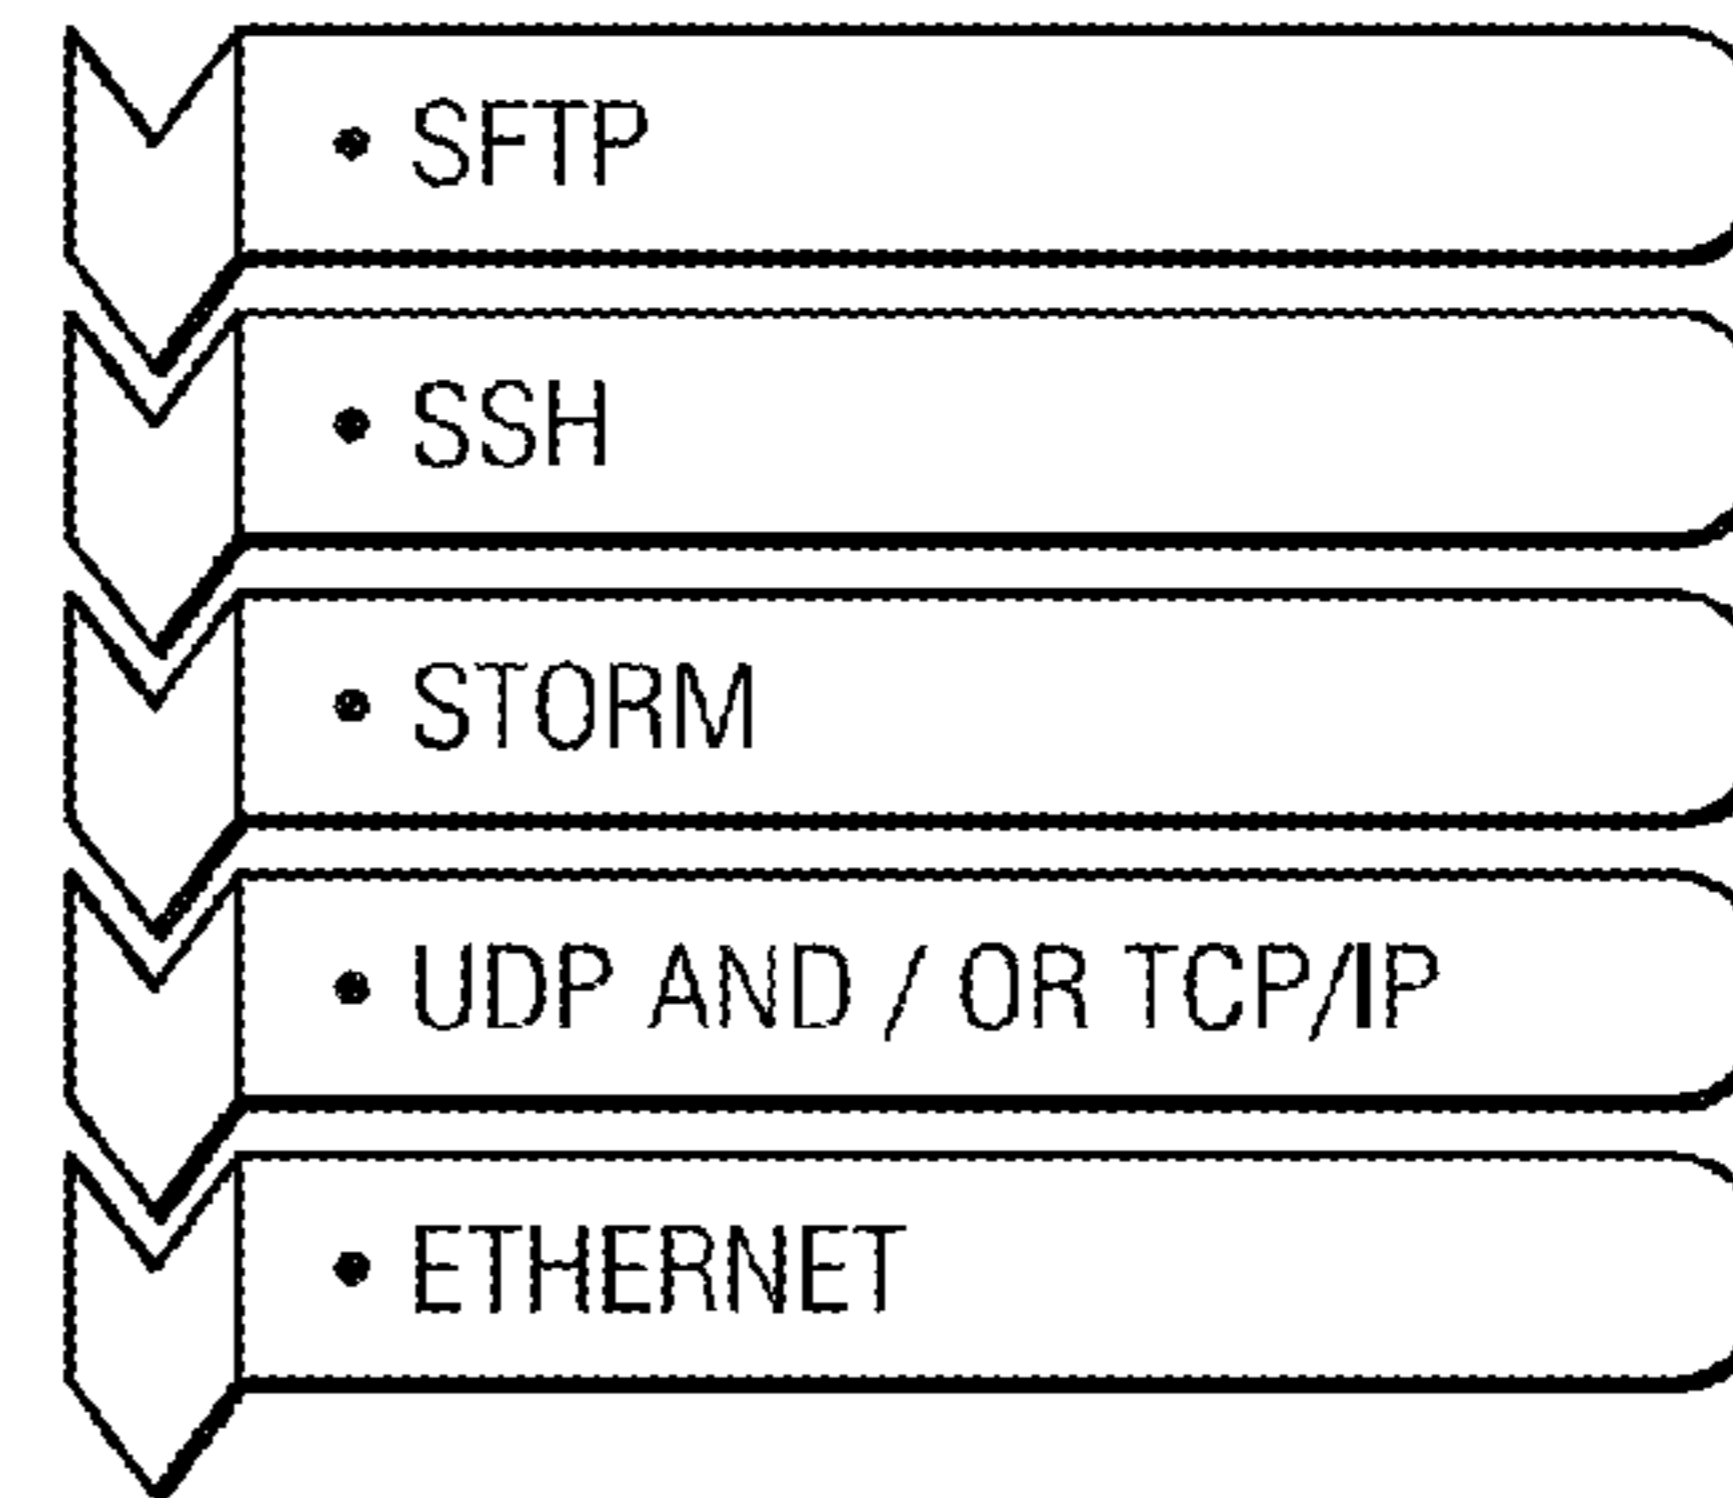 • SFTP
• SSH
• STORM
• UDP AND / OR TCP/IP
• ETHERNET